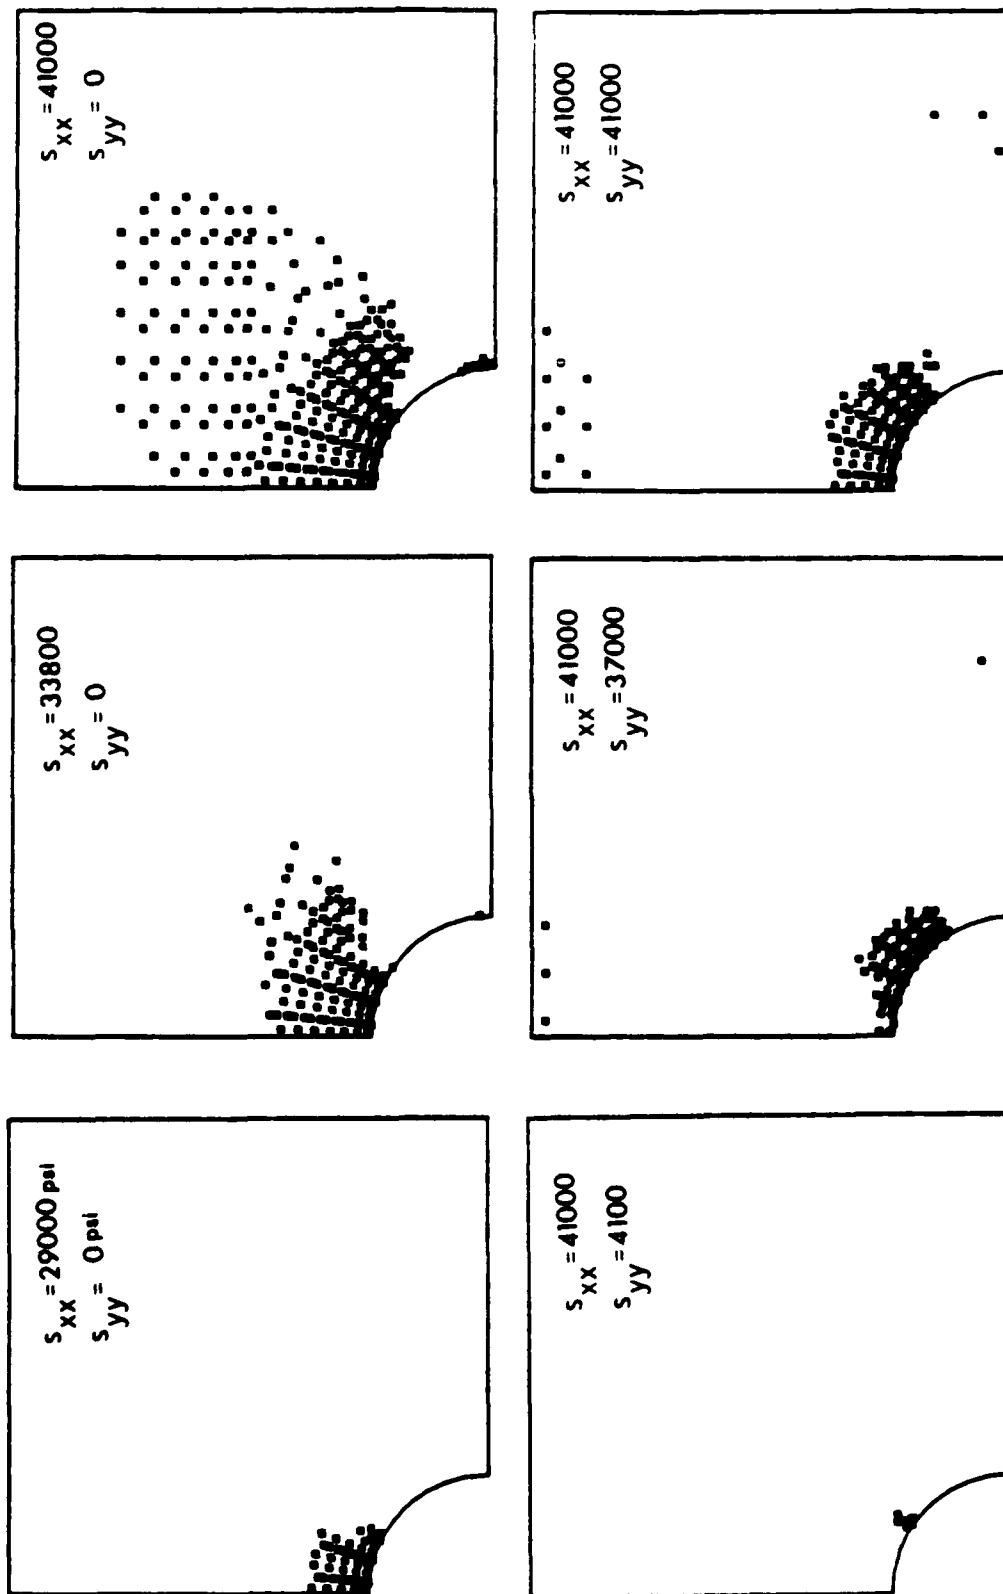 s_xx = 29000 psi
s_yy = 0 psi
s_xx = 33800
s_yy = 0
s_xx = 41000
s_yy = 0
s_xx = 41000
s_yy = 4100
s_xx = 41000
s_yy = 37000
s_xx = 41000
s_yy = 41000